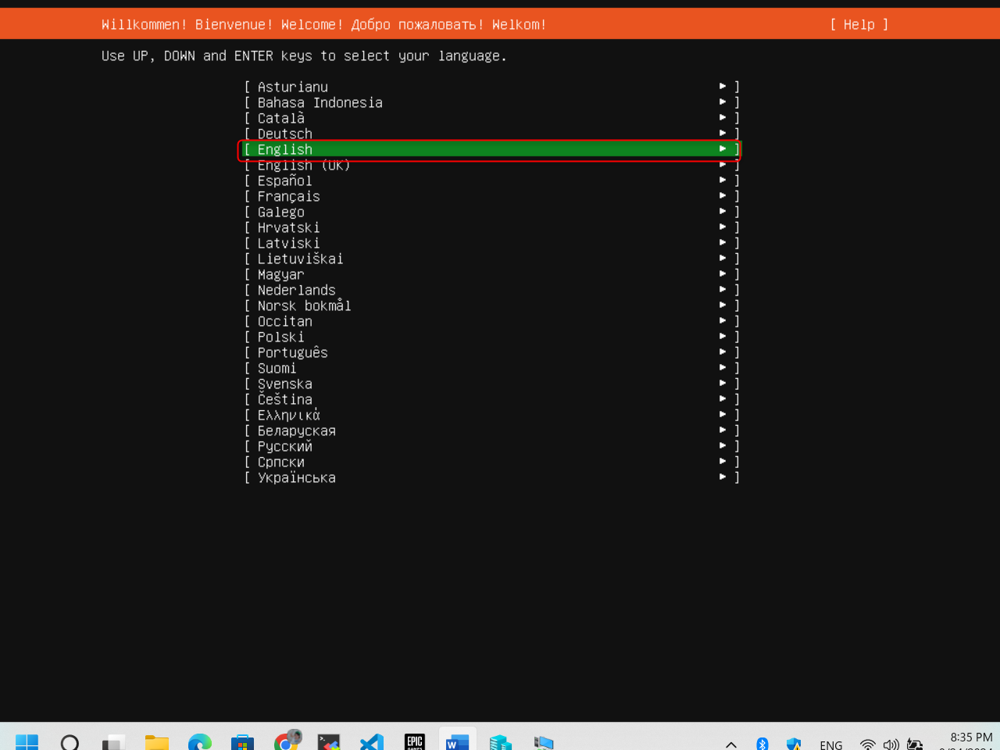 Willkommen! Bienvenue! Welcome! Добро пожаловать! Welkom! [ Help ]
Use UP, DOWN and ENTER keys to select your language.
[ Asturianu ► ]
[ Bahasa Indonesia ► ]
[ Català ► ]
[ Deutsch ► ]
[ English ► ]
[ English (UK) ► ]
[ Español ► ]
[ Français ► ]
[ Galego ► ]
[ Hrvatski ► ]
[ Latviski ► ]
[ Lietuviškai ► ]
[ Magyar ► ]
[ Nederlands ► ]
[ Norsk bokmål ► ]
[ Occitan ► ]
[ Polski ► ]
[ Português ► ]
[ Suomi ► ]
[ Svenska ► ]
[ Čeština ► ]
[ Ελληνικά ► ]
[ Беларуская ► ]
[ Русский ► ]
[ Српски ► ]
[ Українська ► ]
EPIC
W
ENG
8:35 PM